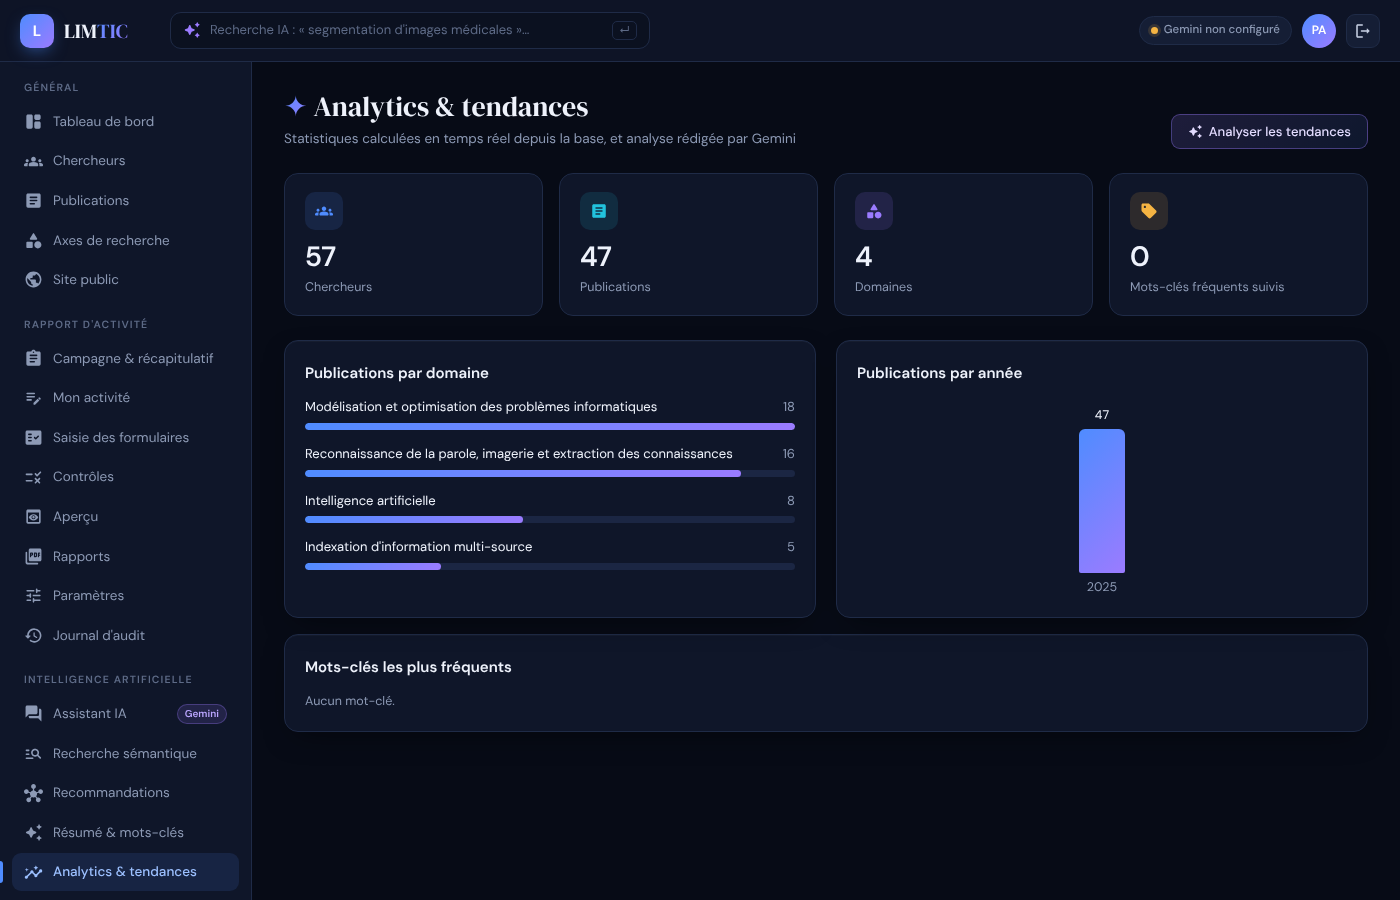 L
LIMTIC
Recherche IA : « segmentation d'images médicales »...
Gemini non configuré
PA
GÉNÉRAL
Tableau de bord
Chercheurs
Publications
Axes de recherche
Site public
RAPPORT D'ACTIVITÉ
Campagne & récapitulatif
Mon activité
Saisie des formulaires
Contrôles
Aperçu
Rapports
Paramètres
Journal d'audit
INTELLIGENCE ARTIFICIELLE
Assistant IA
Gemini
Recherche sémantique
Recommandations
Résumé & mots-clés
Analytics & tendances
Analytics & tendances
Statistiques calculées en temps réel depuis la base, et analyse rédigée par Gemini
Analyser les tendances
57
Chercheurs
47
Publications
4
Domaines
0
Mots-clés fréquents suivis
Publications par domaine
Modélisation et optimisation des problèmes informatiques 18
Reconnaissance de la parole, imagerie et extraction des connaissances 16
Intelligence artificielle 8
Indexation d'information multi-source 5
Publications par année
47
2025
Mots-clés les plus fréquents
Aucun mot-clé.